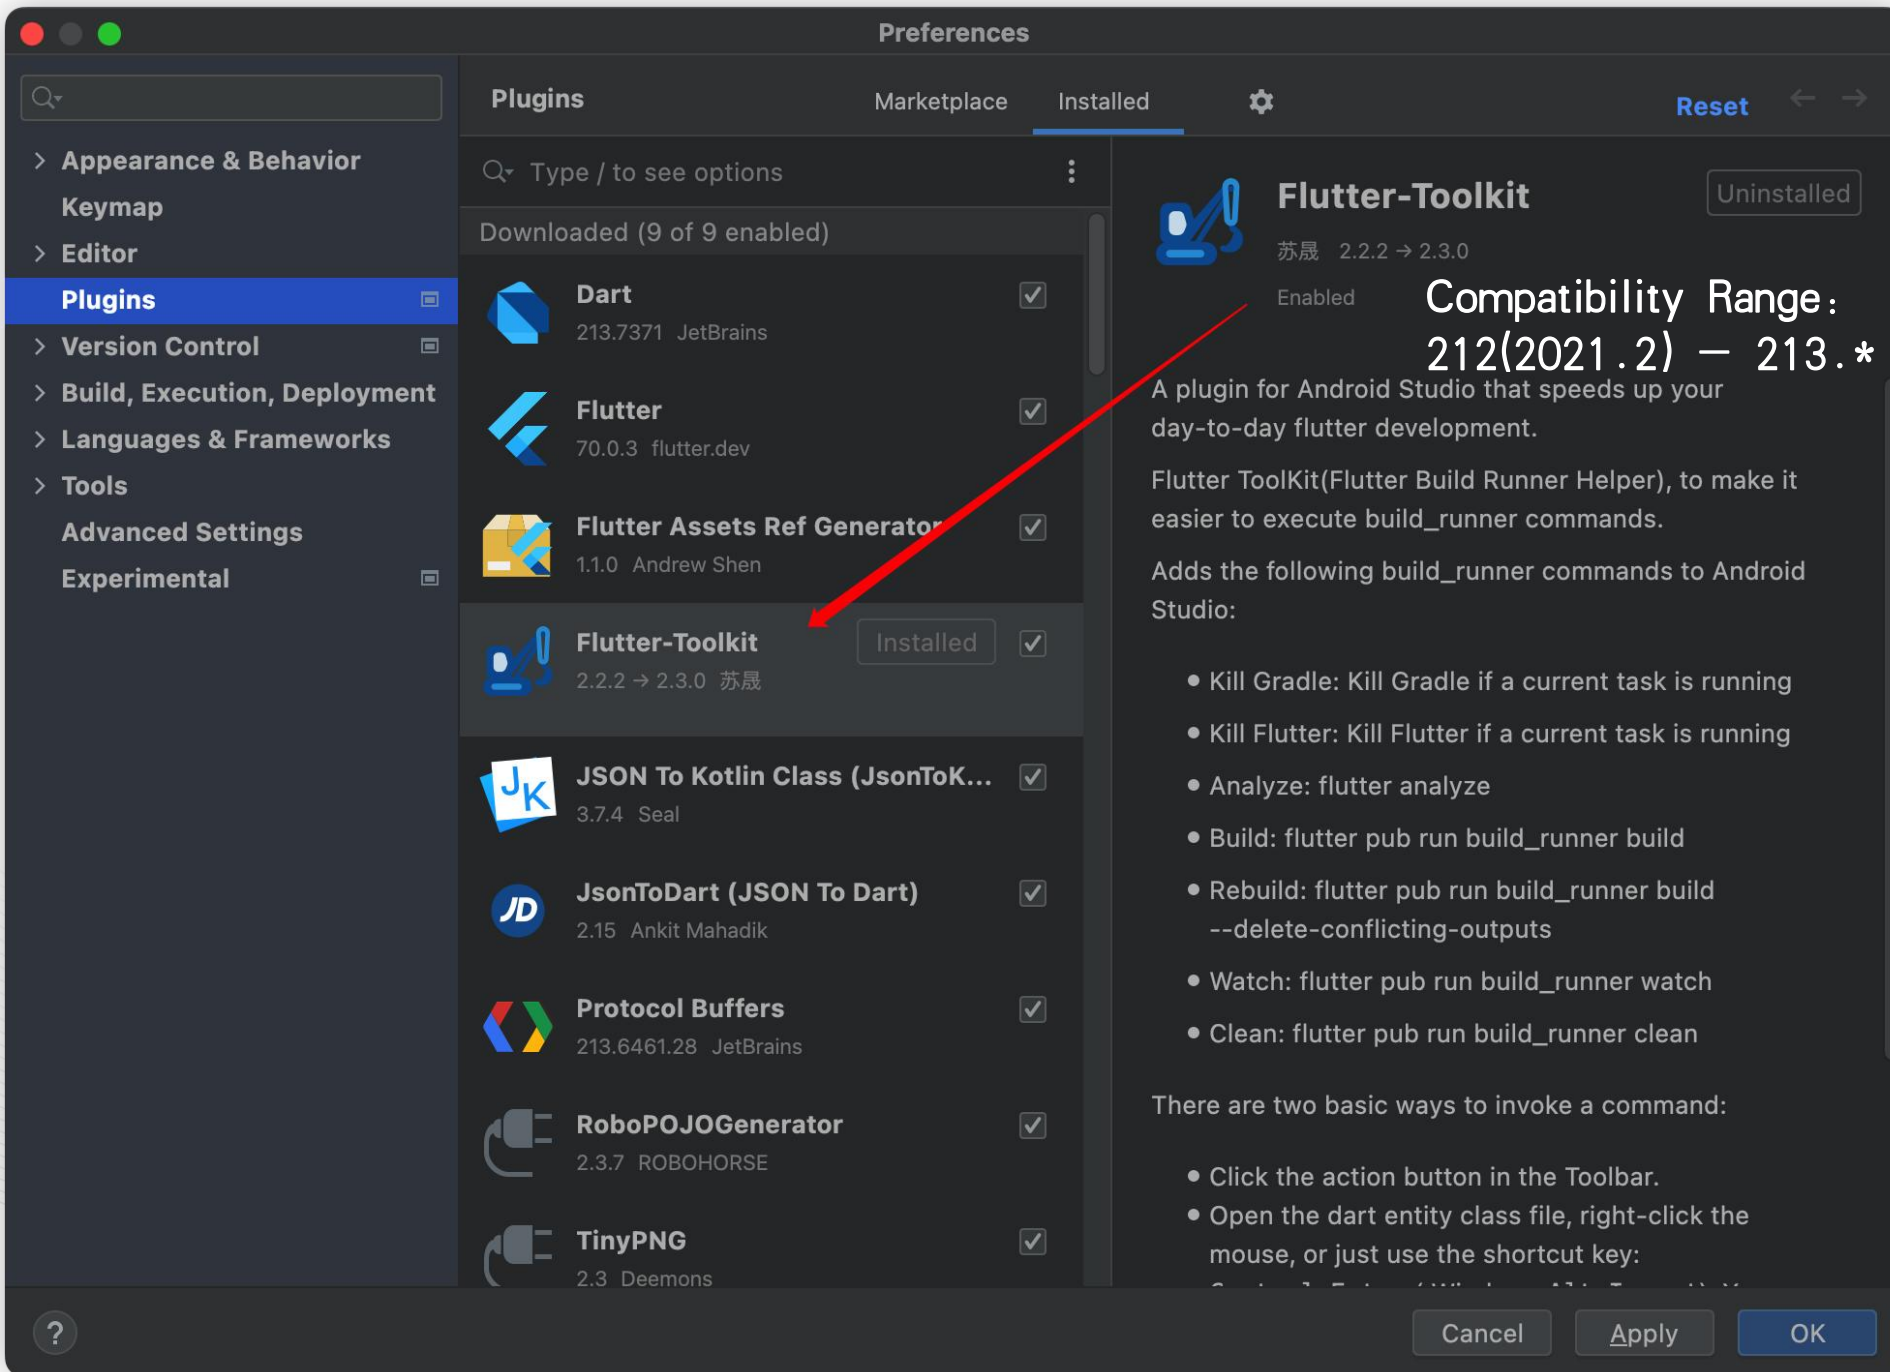 Preferences
Plugins
Marketplace
Installed
Reset
Appearance & Behavior
Keymap
Editor
Plugins
Version Control
Build, Execution, Deployment
Languages & Frameworks
Tools
Advanced Settings
Experimental
Type / to see options
Downloaded (9 of 9 enabled)
Dart
213.7371 JetBrains
Flutter
70.0.3 flutter.dev
Flutter Assets Ref Generator
1.1.0 Andrew Shen
Flutter-Toolkit
Installed
2.2.2 → 2.3.0 苏晟
JSON To Kotlin Class (JsonToK...
3.7.4 Seal
JsonToDart (JSON To Dart)
2.15 Ankit Mahadik
Protocol Buffers
213.6461.28 JetBrains
RoboPOJOGenerator
2.3.7 ROBOHORSE
TinyPNG
2.3 Deemons
Flutter-Toolkit
Uninstalled
苏晟 2.2.2 → 2.3.0
Enabled
Compatibility Range:
212(2021.2) — 213.*
A plugin for Android Studio that speeds up your
day-to-day flutter development.
Flutter ToolKit(Flutter Build Runner Helper), to make it
easier to execute build_runner commands.
Adds the following build_runner commands to Android
Studio:
• Kill Gradle: Kill Gradle if a current task is running
• Kill Flutter: Kill Flutter if a current task is running
• Analyze: flutter analyze
• Build: flutter pub run build_runner build
• Rebuild: flutter pub run build_runner build
--delete-conflicting-outputs
• Watch: flutter pub run build_runner watch
• Clean: flutter pub run build_runner clean
There are two basic ways to invoke a command:
• Click the action button in the Toolbar.
• Open the dart entity class file, right-click the
mouse, or just use the shortcut key:
?
Cancel
Apply
OK